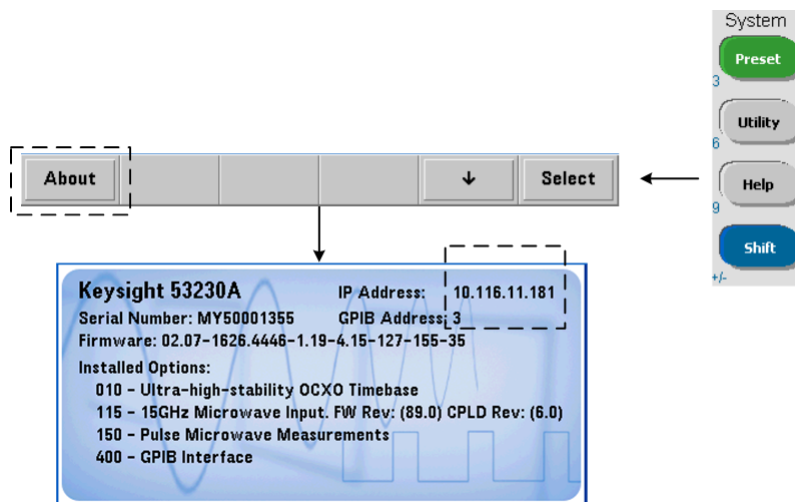 System
Preset
3
Utility
6
Help
9
Shift
+/-
About ↓ Select
Keysight 53230A IP Address: 10.116.11.181
Serial Number: MY50001355 GPIB Address: 3
Firmware: 02.07-1626.4446-1.19-4.15-127-155-35
Installed Options:
010 - Ultra-high-stability OCXO Timebase
115 - 15GHz Microwave Input. FW Rev: (89.0) CPLD Rev: (6.0)
150 - Pulse Microwave Measurements
400 - GPIB Interface